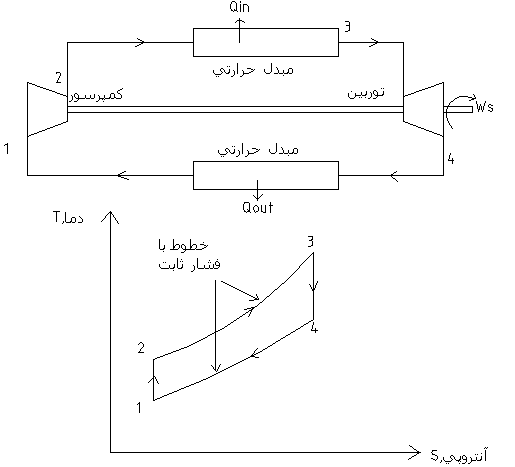 Qin
3
مبدل حرارتي
2
كمپرسور
توربين
Ws
1
مبدل حرارتي
4
Qout
T,دما
خطوط با
فشار ثابت
3
2
4
1
S,آنتروپي